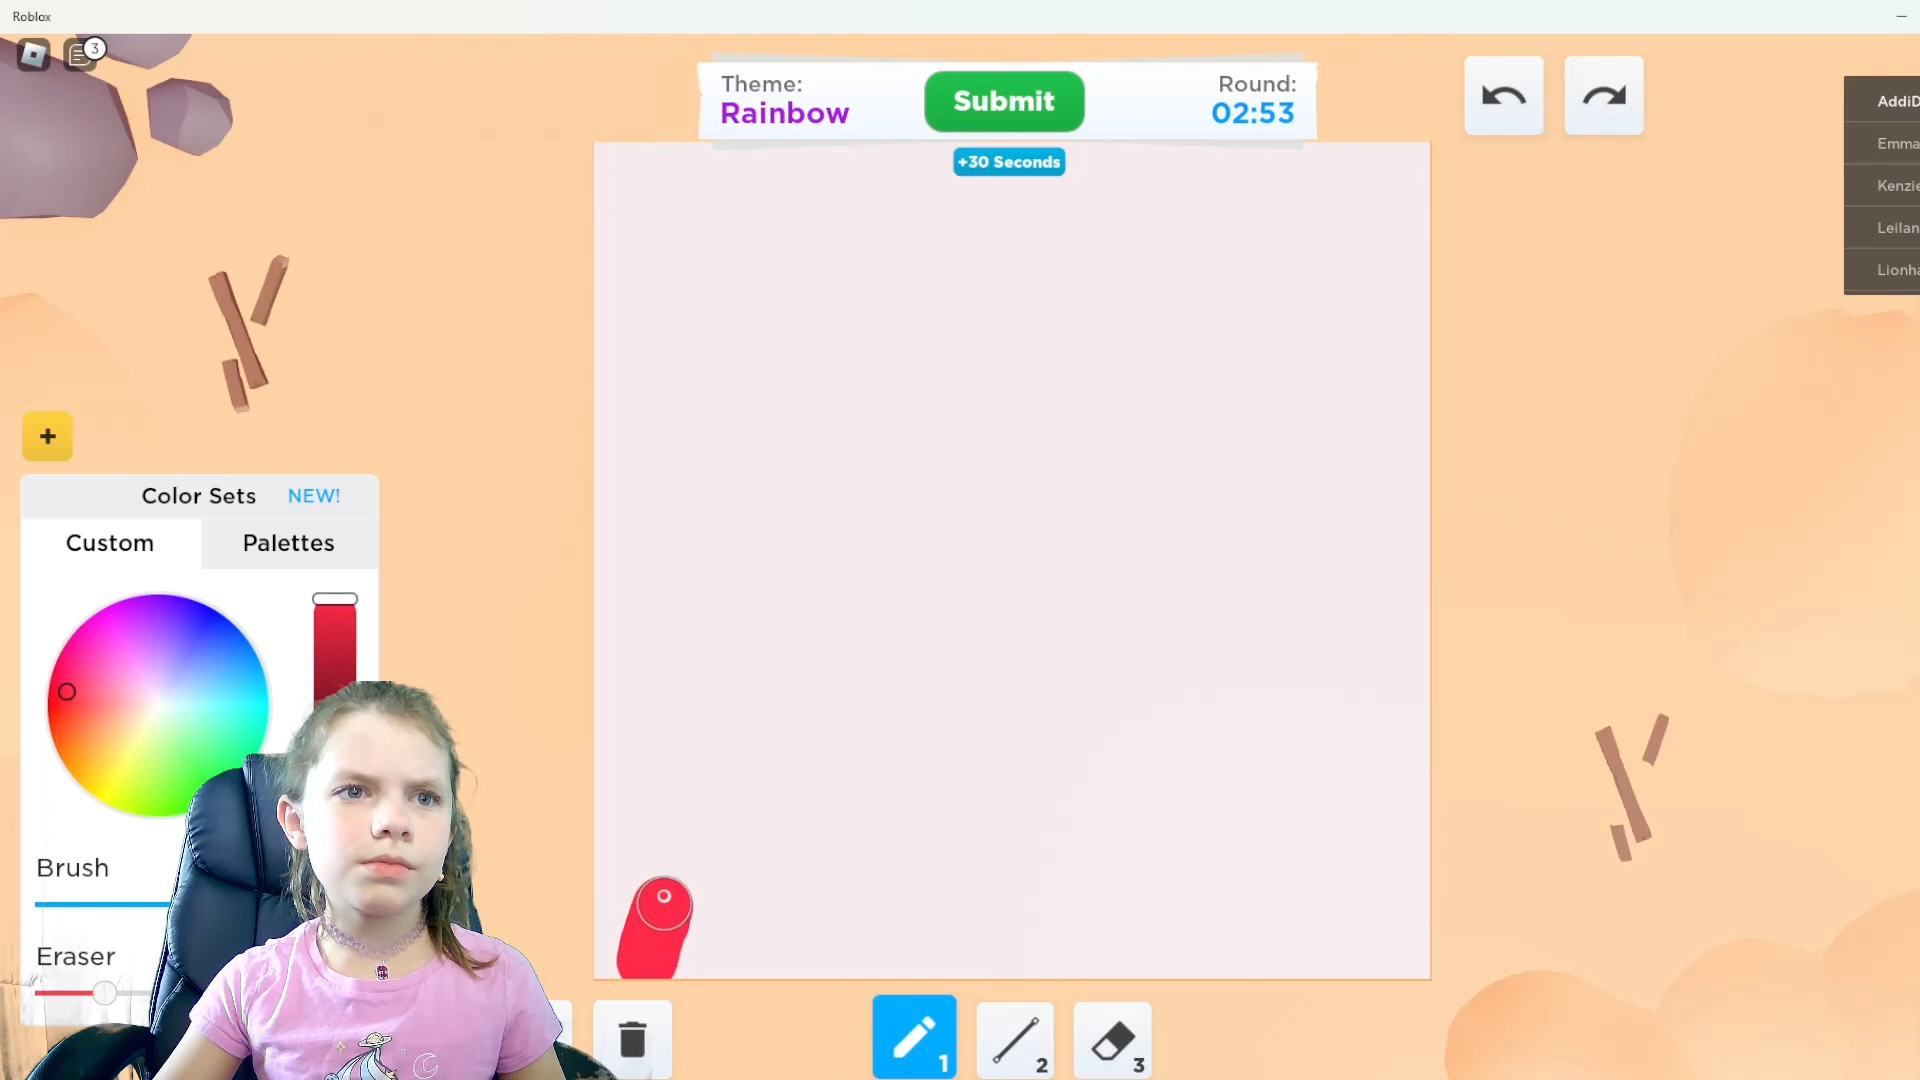 Roblox
3
Theme:
Rainbow
Submit
Round:
02:53
+30 Seconds
+
Color Sets NEW!
Custom
Palettes
Brush
Eraser
1
2
3